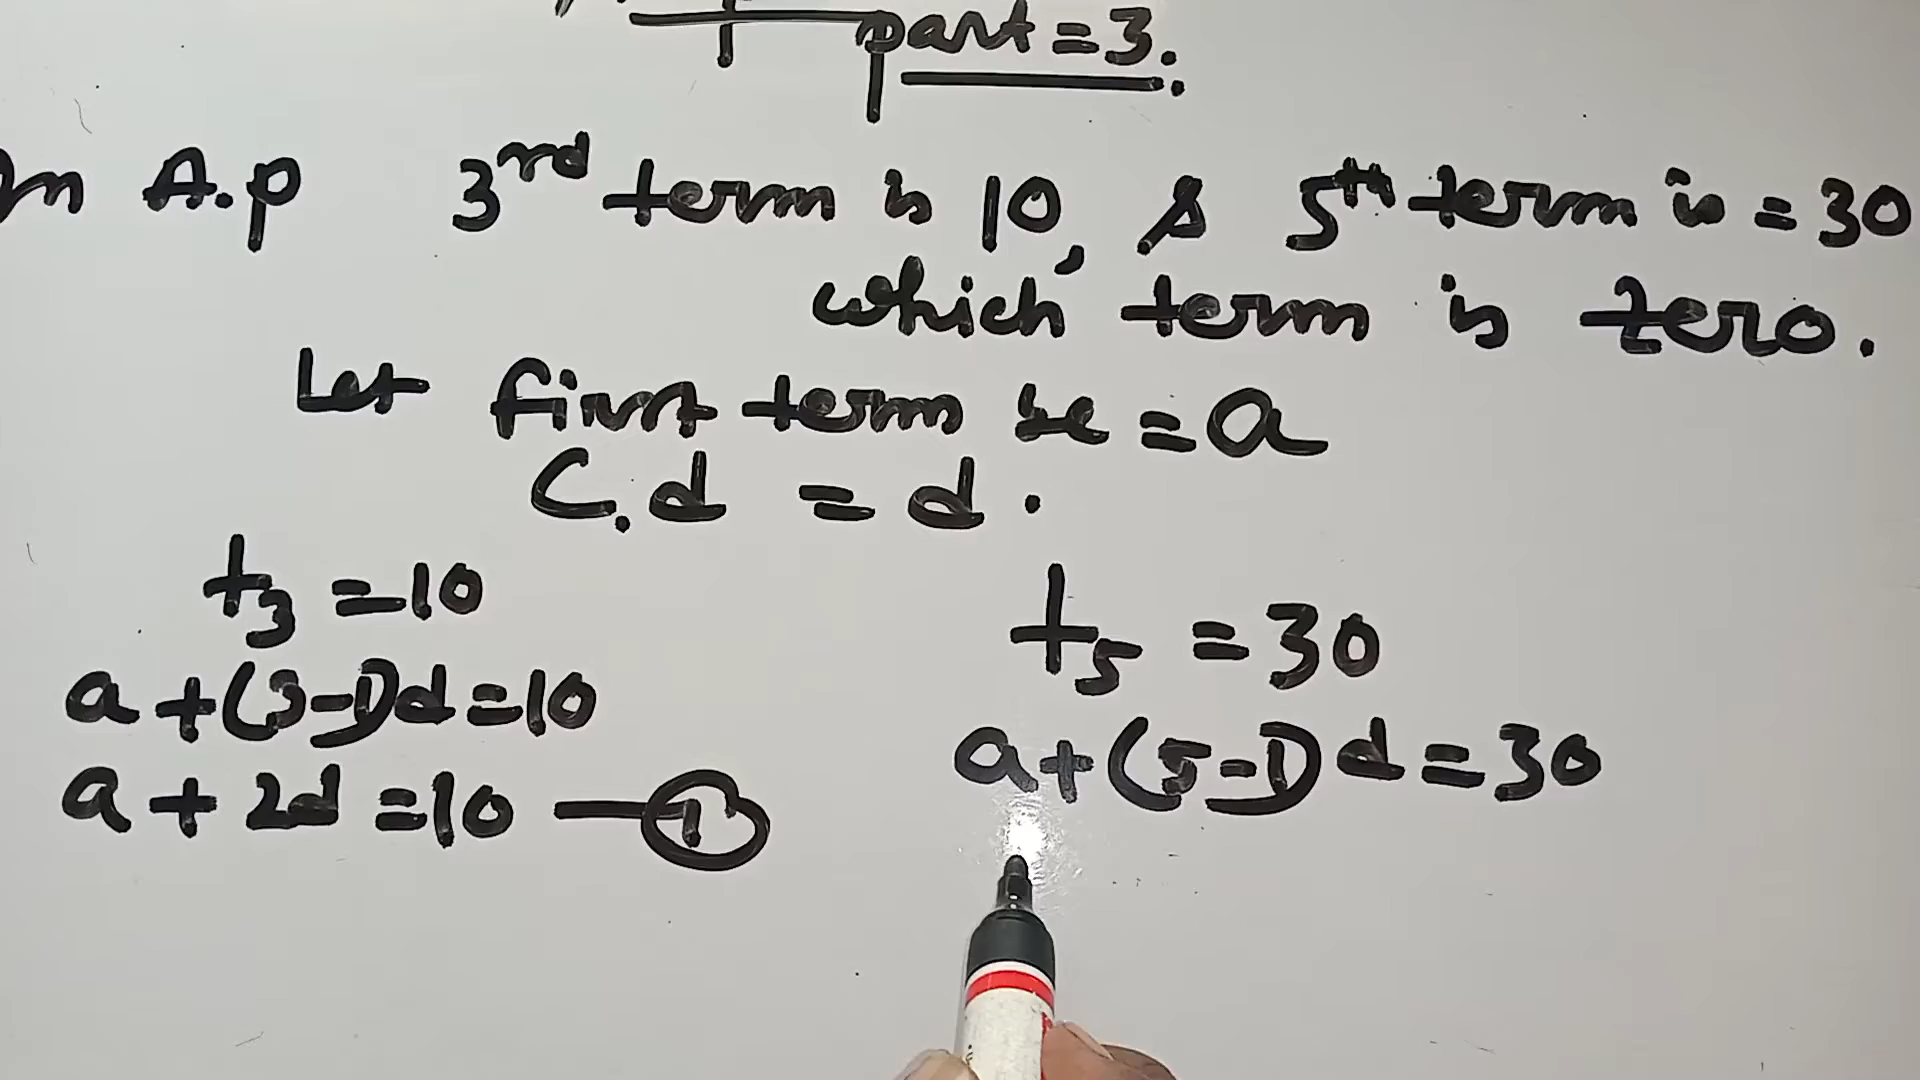 part = 3.
In A.p 3rd term is 10, & 5th term is = 30
which term is zero.
Let first term be = a
C.d = d.
t3 = 10
a + (3-1)d = 10
a + 2d = 10 — 1
t5 = 30
a + (5-1)d = 30